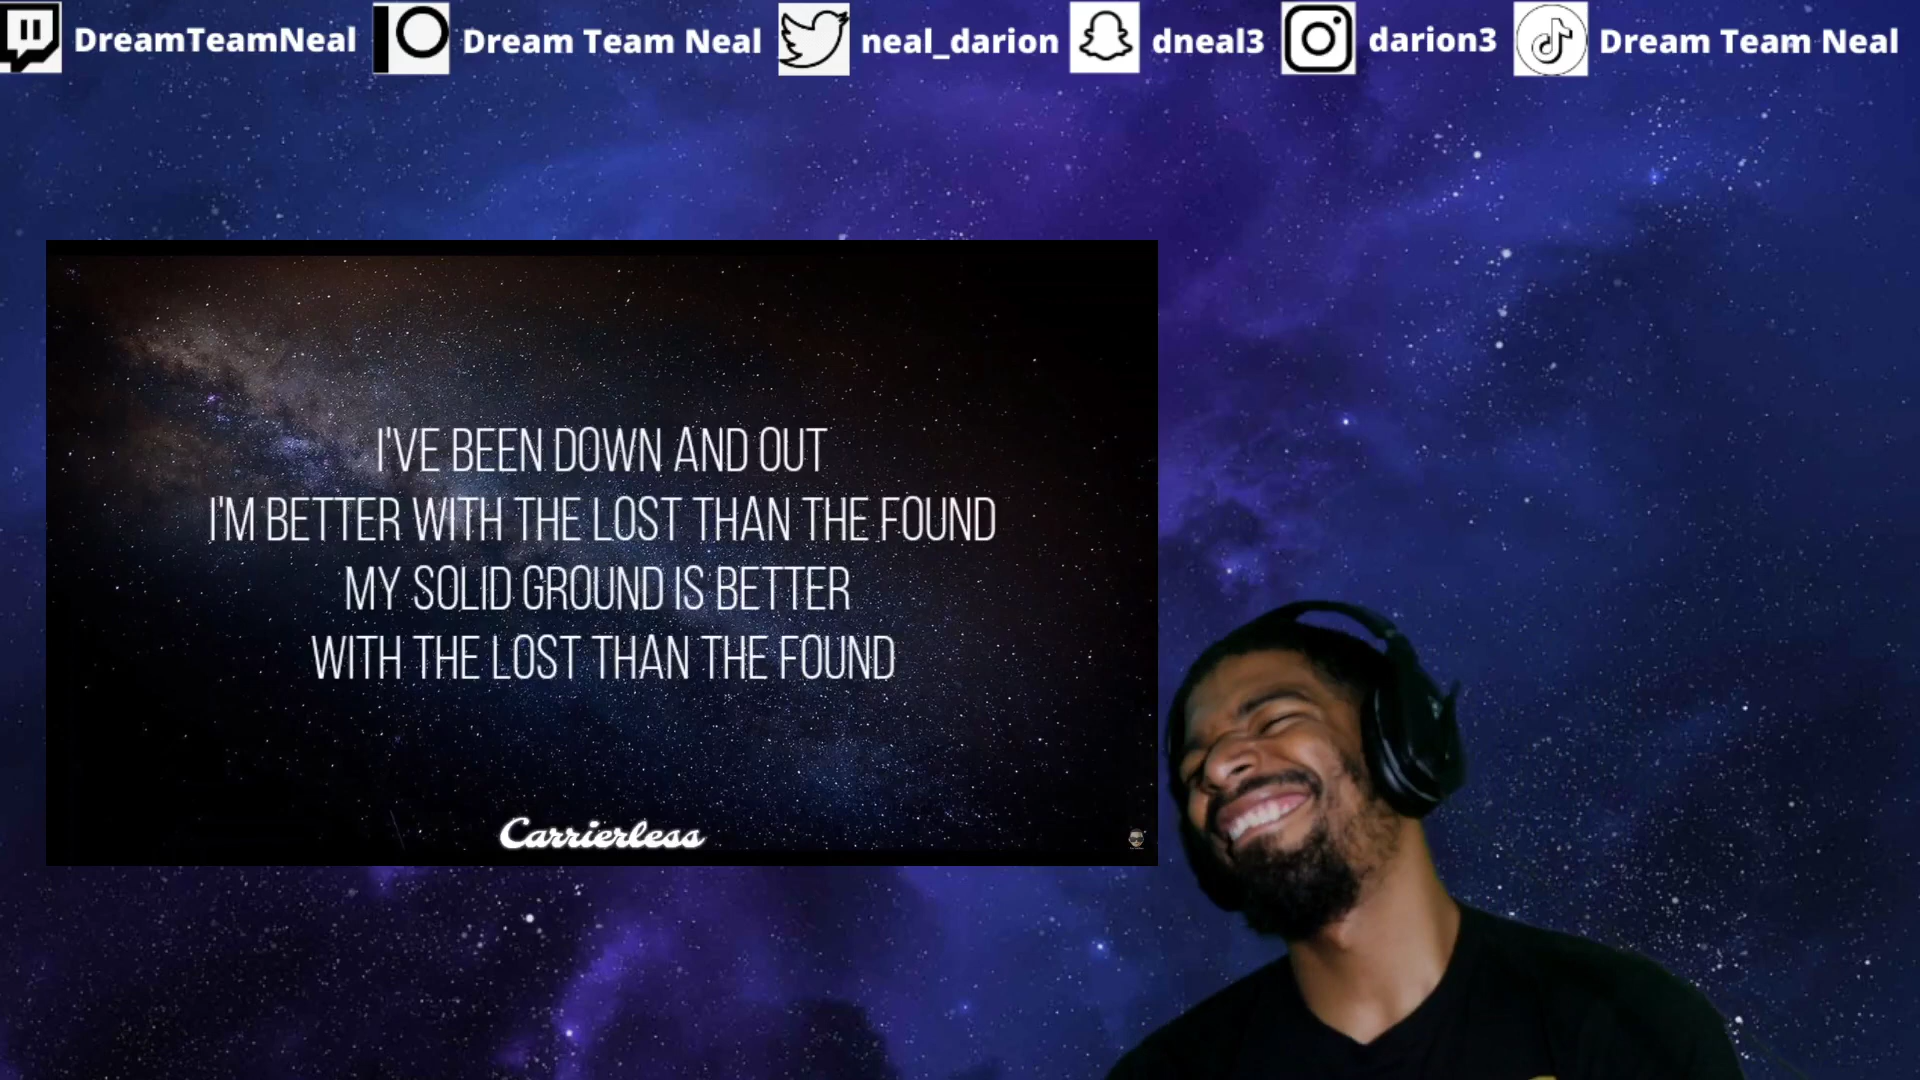 DreamTeamNeal Dream Team Neal neal_darion dneal3 darion3 Dream Team Neal
I'VE BEEN DOWN AND OUT
I'M BETTER WITH THE LOST THAN THE FOUND
MY SOLID GROUND IS BETTER
WITH THE LOST THAN THE FOUND
Carrierless